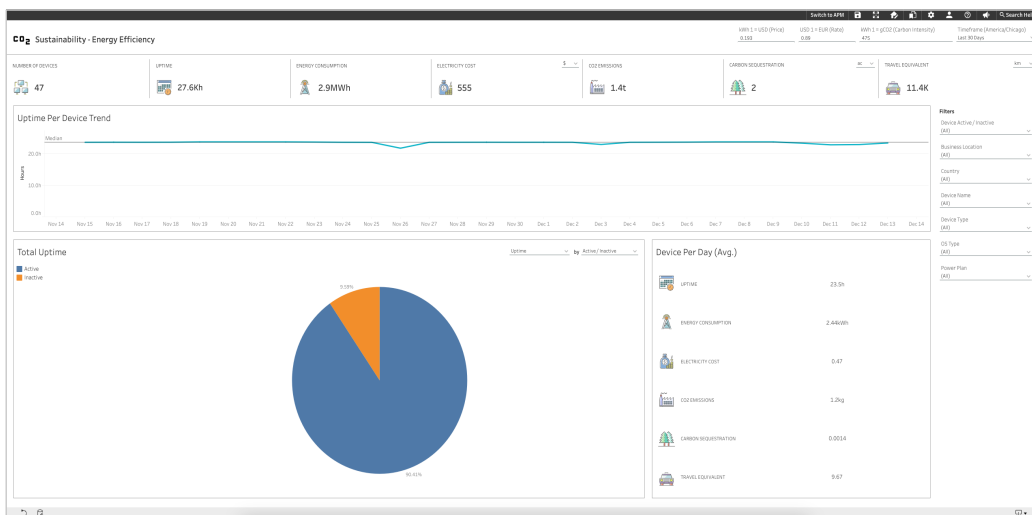 Switch to APM
Search Hel
CO2 Sustainability - Energy Efficiency
kWh 1 = USD (Price)
0.193
USD 1 = EUR (Rate)
0.88
kWh 1 = gCO2 (Carbon Intensity)
475
Timeframe (America/Chicago)
Last 30 Days
NUMBER OF DEVICES
47
UPTIME
27.6Kh
ENERGY CONSUMPTION
2.9MWh
ELECTRICITY COST
$
555
CO2 EMISSIONS
1.4t
CARBON SEQUESTRATION
ac
2
TRAVEL EQUIVALENT
km
11.4K
Uptime Per Device Trend
Median
20.0h
10.0h
0.0h
Hours
Nov 14 Nov 15 Nov 16 Nov 17 Nov 18 Nov 19 Nov 20 Nov 21 Nov 22 Nov 23 Nov 24 Nov 25 Nov 26 Nov 27 Nov 28 Nov 29 Nov 30 Dec 1 Dec 2 Dec 3 Dec 4 Dec 5 Dec 6 Dec 7 Dec 8 Dec 9 Dec 10 Dec 11 Dec 12 Dec 13 Dec 14
Filters
Device Active / Inactive
(All)
Business Location
(All)
Country
(All)
Device Name
(All)
Device Type
(All)
OS Type
(All)
Power Plan
(All)
Total Uptime
Uptime by Active / Inactive
Active
Inactive
9.59%
90.41%
Device Per Day (Avg.)
UPTIME 23.5h
ENERGY CONSUMPTION 2.44kWh
ELECTRICITY COST 0.47
CO2 EMISSIONS 1.2kg
CARBON SEQUESTRATION 0.0014
TRAVEL EQUIVALENT 9.67